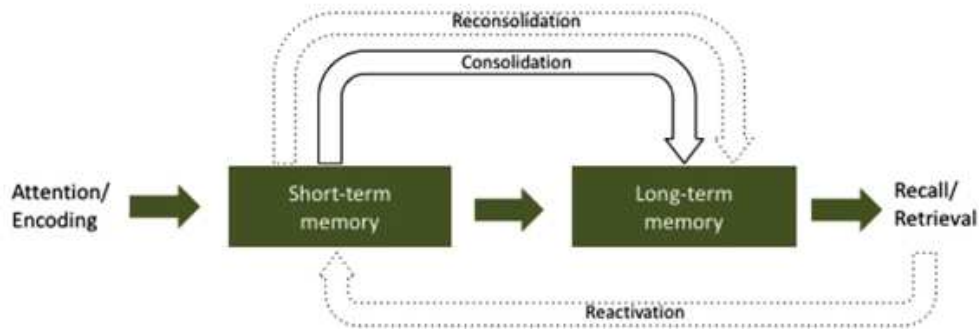 Reconsolidation
Consolidation
Attention/
Encoding
Short-term
memory
Long-term
memory
Recall/
Retrieval
Reactivation